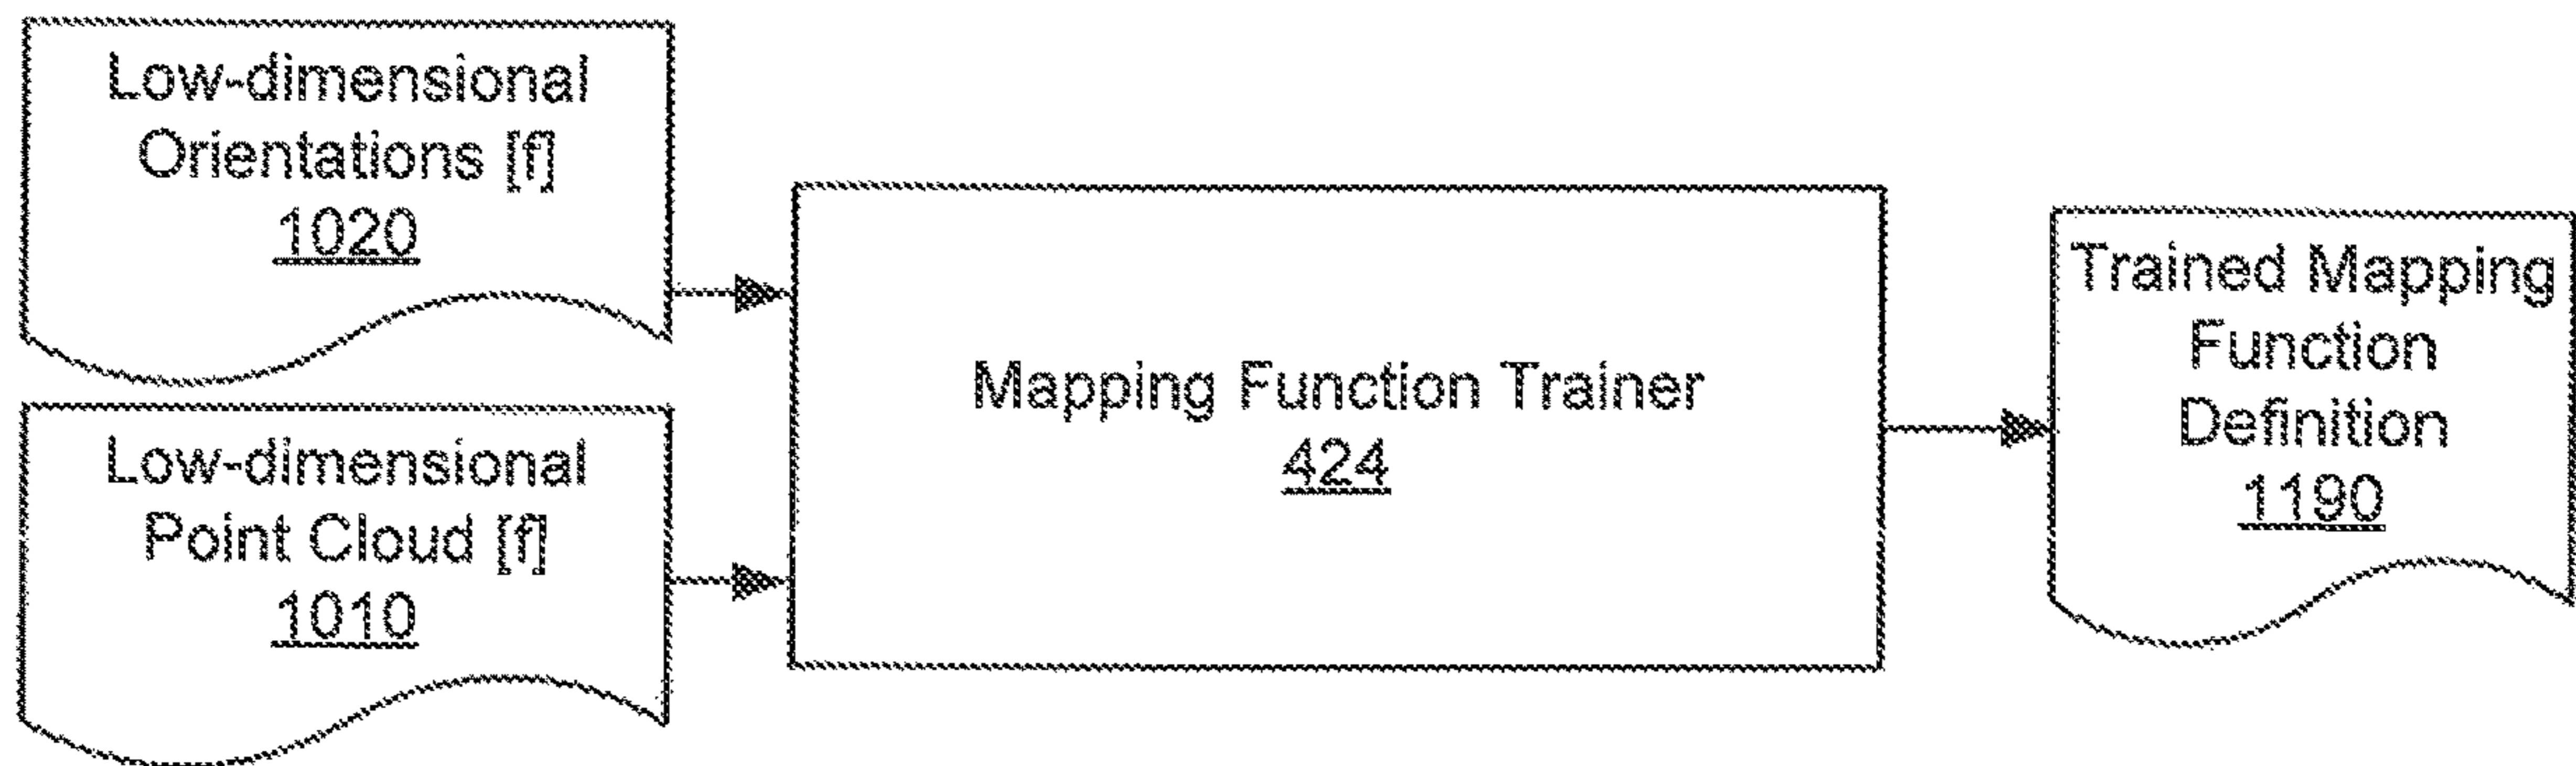 Low-dimensional
Orientations [f]
1020
Low-dimensional
Point Cloud [f]
1010
Mapping Function Trainer
424
Trained Mapping
Function
Definition
1190